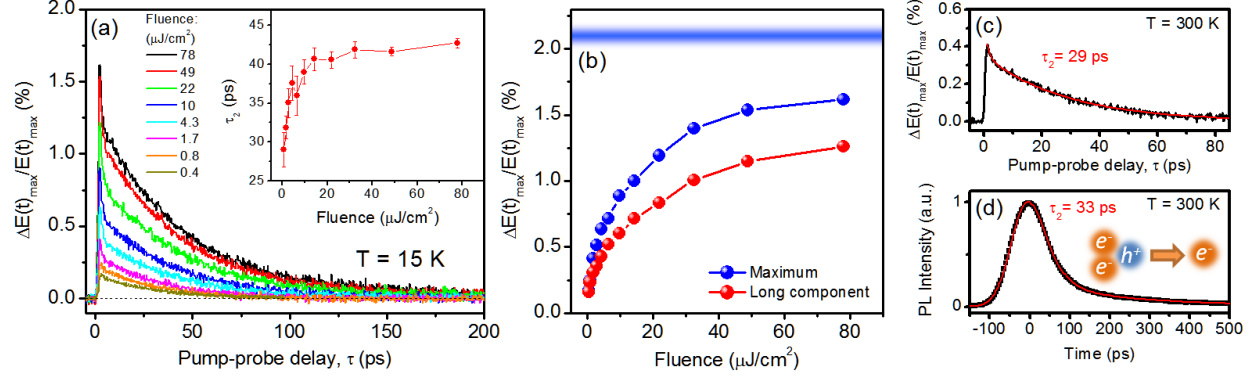 (a)
Fluence:
(μJ/cm²)
78
49
22
10
4.3
1.7
0.8
0.4
T = 15 K
ΔE(t)max/E(t)max (%)
0.0
0.5
1.0
1.5
2.0
0
25
50
75
100
125
150
175
200
Pump-probe delay, τ (ps)
τ2 (ps)
25
30
35
40
45
0
20
40
60
80
Fluence (μJ/cm²)
(b)
ΔE(t)max/E(t)max (%)
0.0
0.5
1.0
1.5
2.0
Maximum
Long component
0
20
40
60
80
Fluence (μJ/cm²)
(c)
T = 300 K
τ2= 29 ps
ΔE(t)max/E(t)max (%)
0.0
0.2
0.4
0.6
0
20
40
60
80
Pump-probe delay, τ (ps)
(d)
T = 300 K
τ2= 33 ps
e-
e-
h+
e-
PL Intensity (a.u.)
0
1
-100
0
100
200
300
400
500
Time (ps)